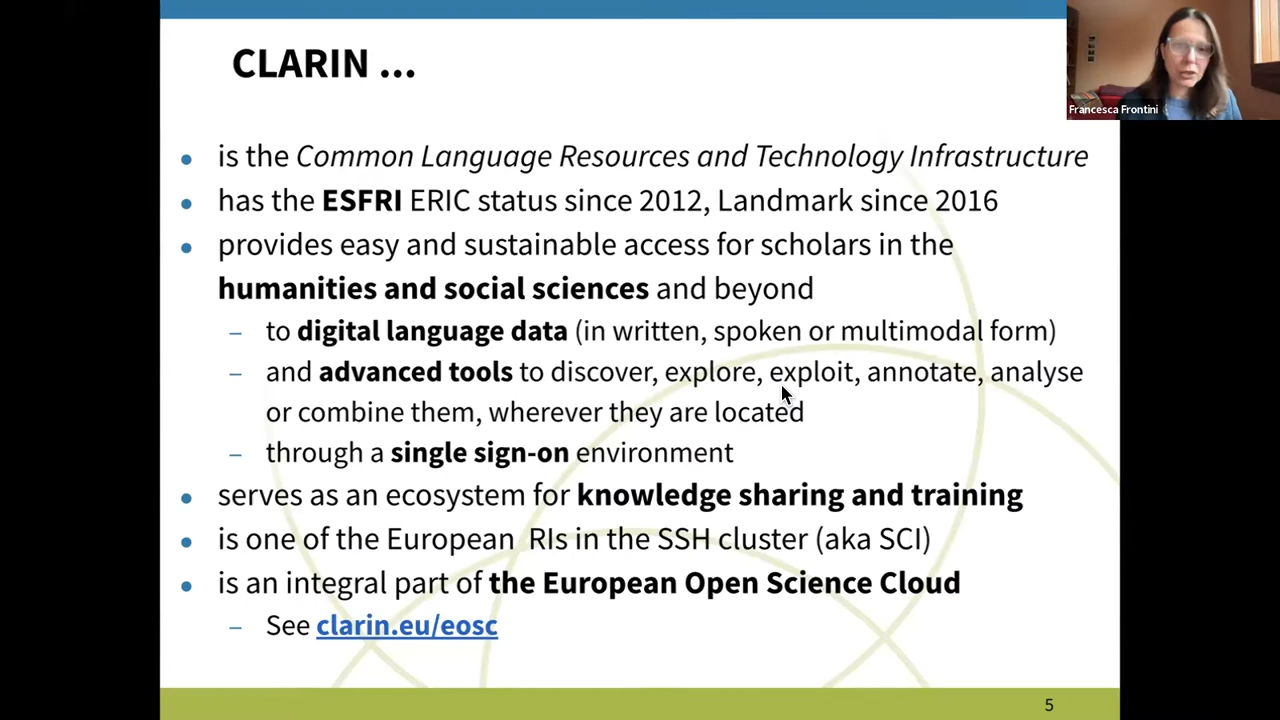 CLARIN ...
Francesca Frontini
• is the Common Language Resources and Technology Infrastructure
• has the ESFRI ERIC status since 2012, Landmark since 2016
• provides easy and sustainable access for scholars in the
humanities and social sciences and beyond
– to digital language data (in written, spoken or multimodal form)
– and advanced tools to discover, explore, exploit, annotate, analyse
or combine them, wherever they are located
– through a single sign-on environment
• serves as an ecosystem for knowledge sharing and training
• is one of the European RIs in the SSH cluster (aka SCI)
• is an integral part of the European Open Science Cloud
– See clarin.eu/eosc
5